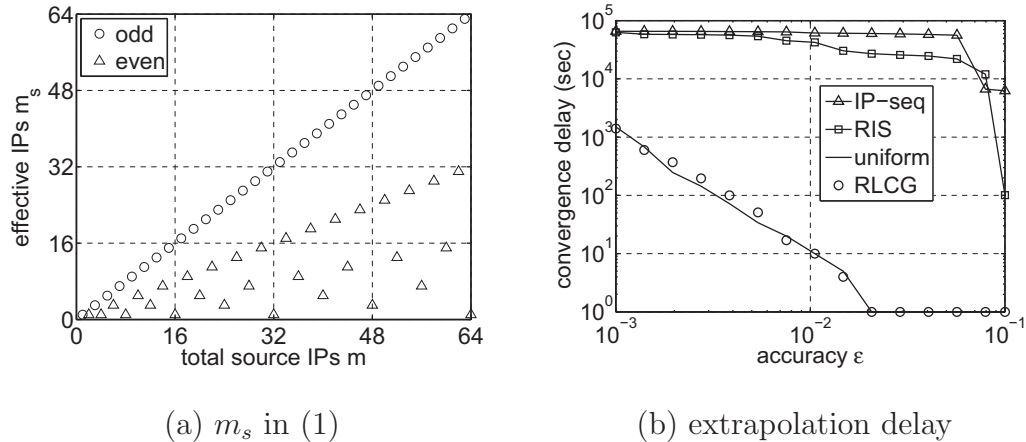 64
48
32
16
0
effective IPs m_s
odd
even
0 16 32 48 64
total source IPs m
(a) m_s in (1)
10^5
10^4
10^3
10^2
10^1
10^0
convergence delay (sec)
IP−seq
RIS
uniform
RLCG
10^−3 10^−2 10^−1
accuracy ε
(b) extrapolation delay